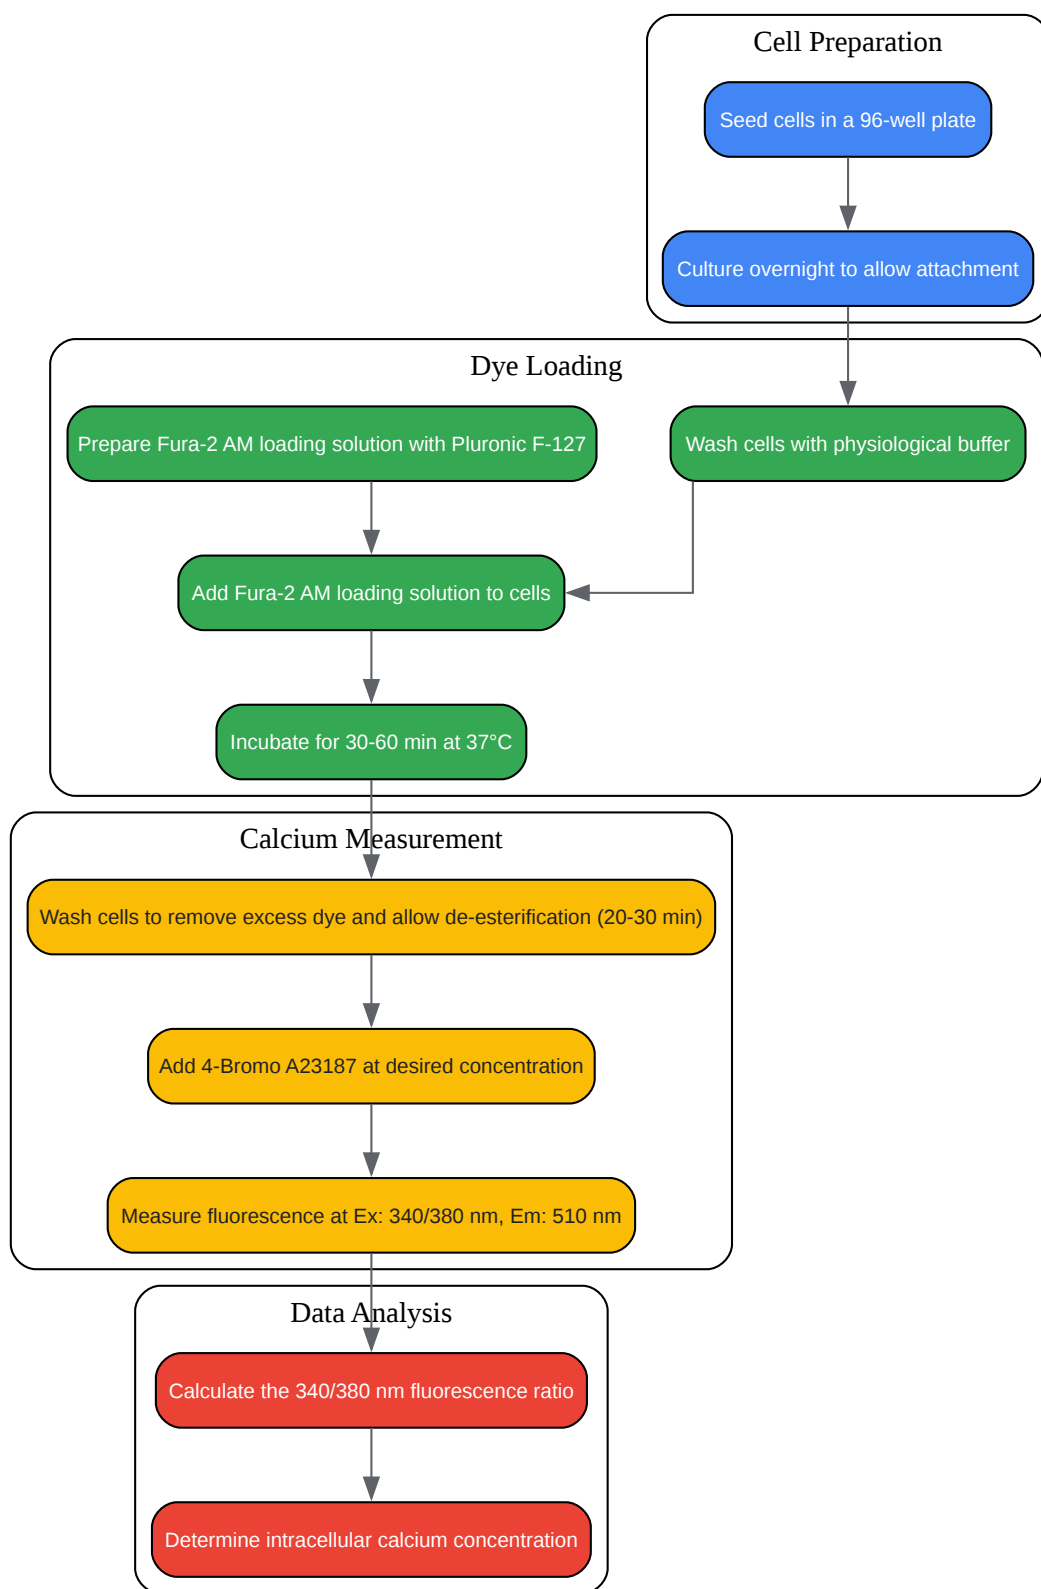 Cell Preparation
Seed cells in a 96-well plate
Culture overnight to allow attachment
Dye Loading
Prepare Fura-2 AM loading solution with Pluronic F-127
Wash cells with physiological buffer
Add Fura-2 AM loading solution to cells
Incubate for 30-60 min at 37°C
Calcium Measurement
Wash cells to remove excess dye and allow de-esterification (20-30 min)
Add 4-Bromo A23187 at desired concentration
Measure fluorescence at Ex: 340/380 nm, Em: 510 nm
Data Analysis
Calculate the 340/380 nm fluorescence ratio
Determine intracellular calcium concentration